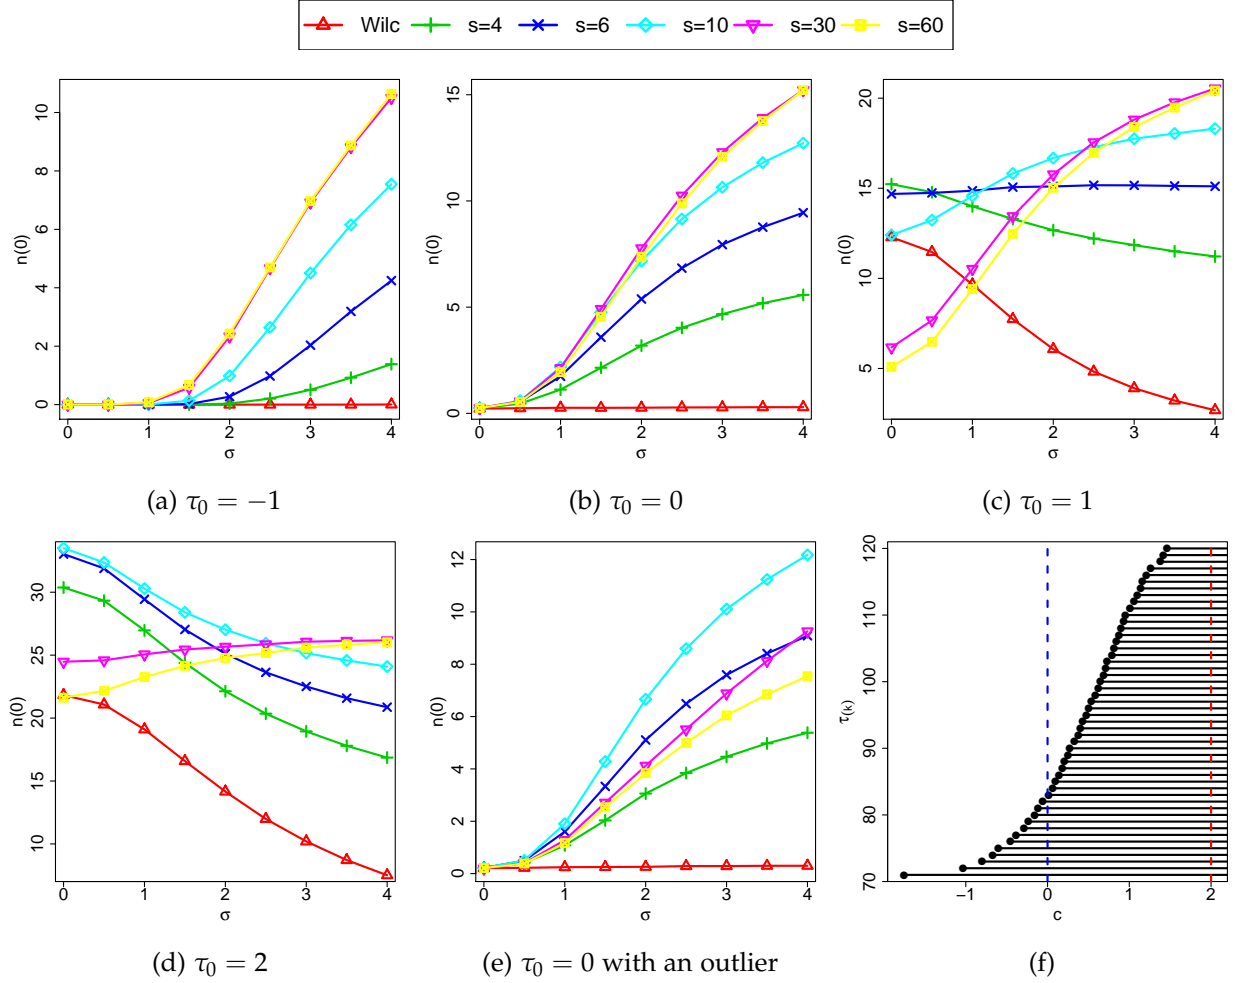 Wilc s=4 s=6 s=10 s=30 s=60
n(0)
0 2 4 6 8 10
0 1 2 3 4
σ
(a) τ0 = −1
n(0)
0 5 10 15
0 1 2 3 4
σ
(b) τ0 = 0
n(0)
5 10 15 20
0 1 2 3 4
σ
(c) τ0 = 1
n(0)
10 15 20 25 30
0 1 2 3 4
σ
(d) τ0 = 2
n(0)
0 2 4 6 8 10 12
0 1 2 3 4
σ
(e) τ0 = 0 with an outlier
τ(k)
70 80 90 100 110 120
−1 0 1 2
c
(f)